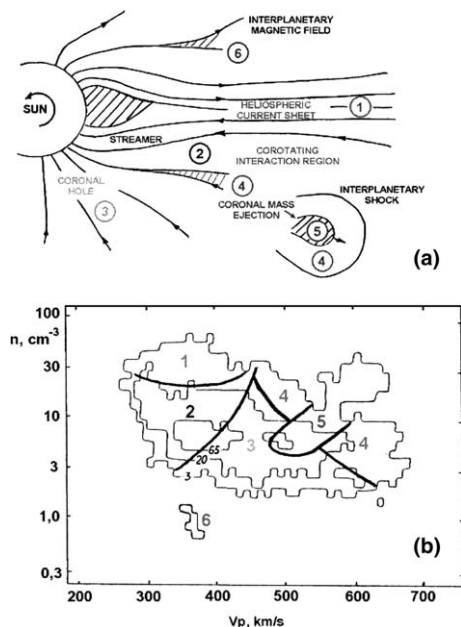 INTERPLANETARY
MAGNETIC FIELD
6
SUN
HELIOSPHERIC
CURRENT SHEET
1
STREAMER
2
COROTATING
INTERACTION REGION
CORONAL
HOLE
3
4
CORONAL MASS
EJECTION
INTERPLANETARY
SHOCK
5
4
(a)
n, cm-3
100
30
10
3
1,0
0,3
1
2
3
4
5
4
6
65
20
3
0
(b)
200 300 400 500 600 700
Vp, km/s